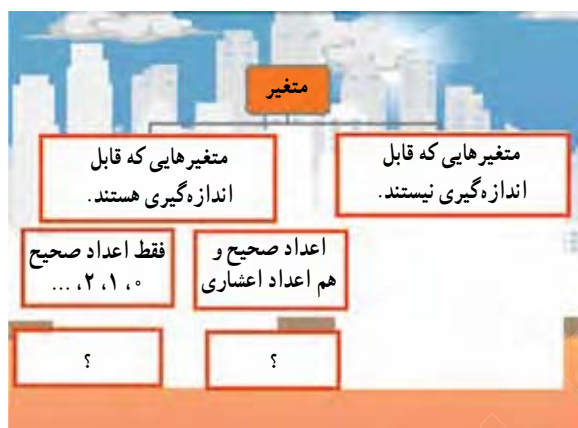 متغیر
متغیرهایی که قابل
اندازه‌گیری نیستند.
متغیرهایی که قابل
اندازه‌گیری هستند.
اعداد صحیح و
هم اعداد اعشاری
فقط اعداد صحیح
۰، ۱، ۲، ...
؟
؟